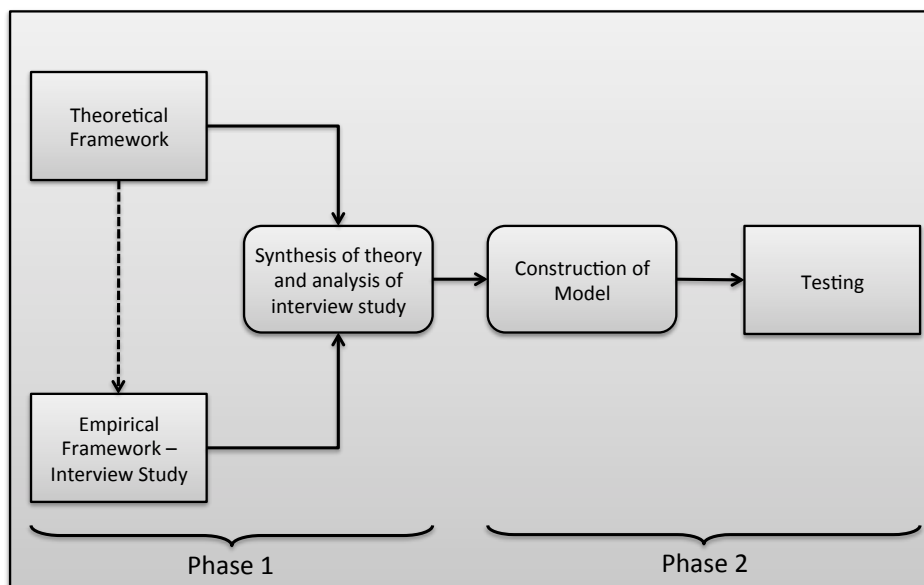 Theoretical
Framework
Synthesis of theory
and analysis of
interview study
Construction of
Model
Testing
Empirical
Framework –
Interview Study
Phase 1
Phase 2